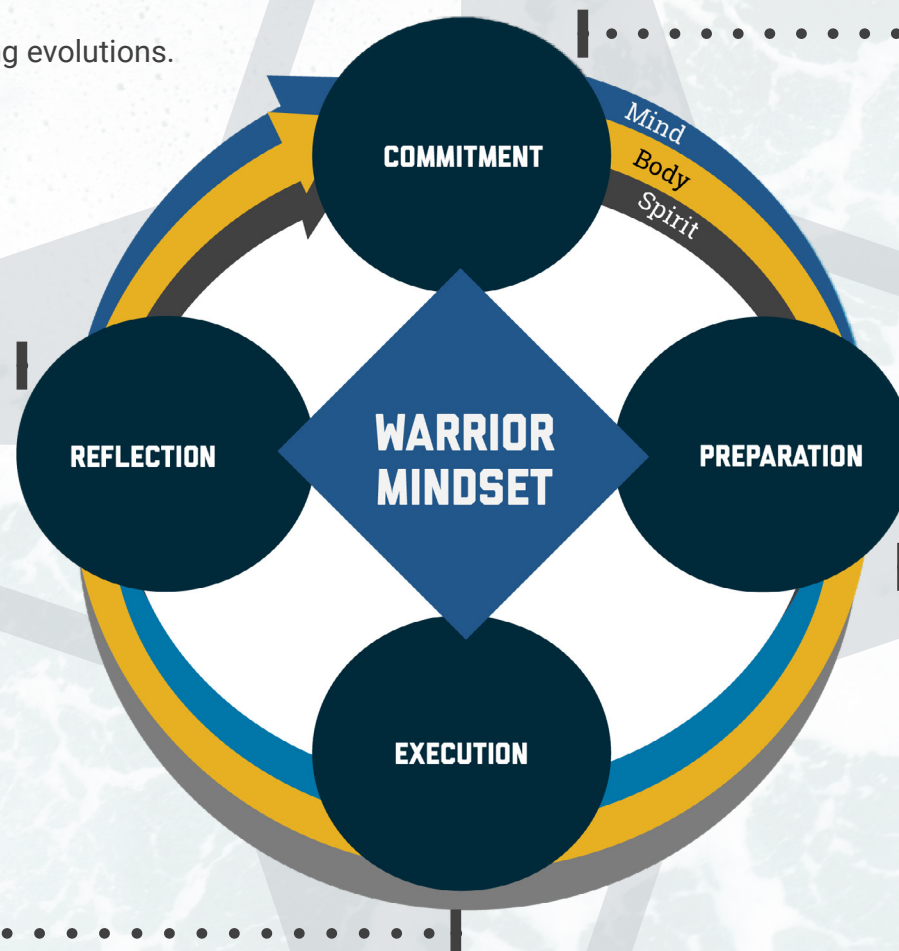 evolutions.
COMMITMENT
Mind
Body
Spirit
REFLECTION
WARRIOR
MINDSET
PREPARATION
EXECUTION